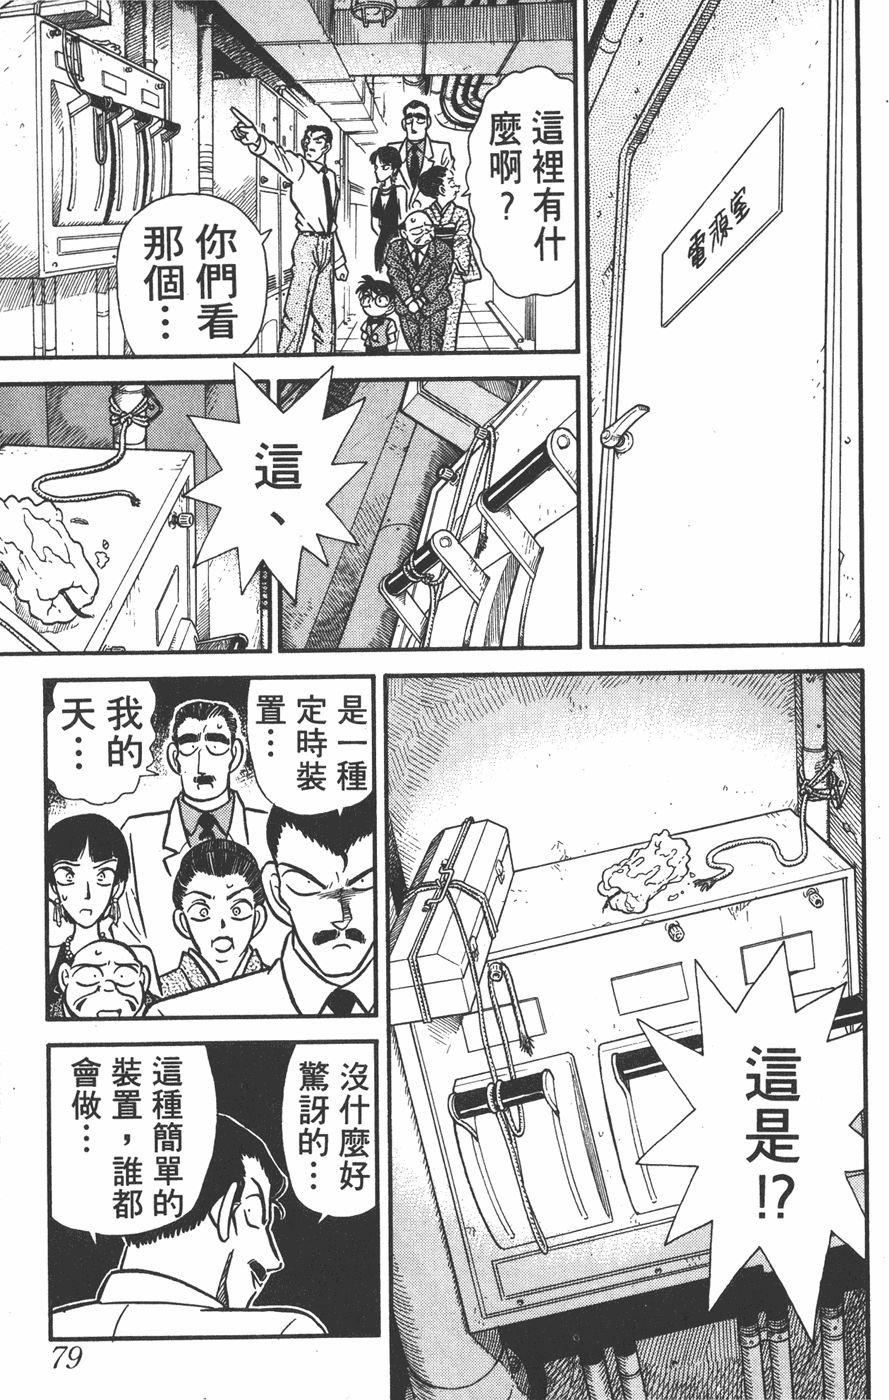 電源室
這裡有什
麼啊？
你們看
那個…
這、
這是!?
是一種
定時裝
置…
我的
天…
沒什麼好
驚訝的…
這種簡單的
裝置，誰都
會做…
79